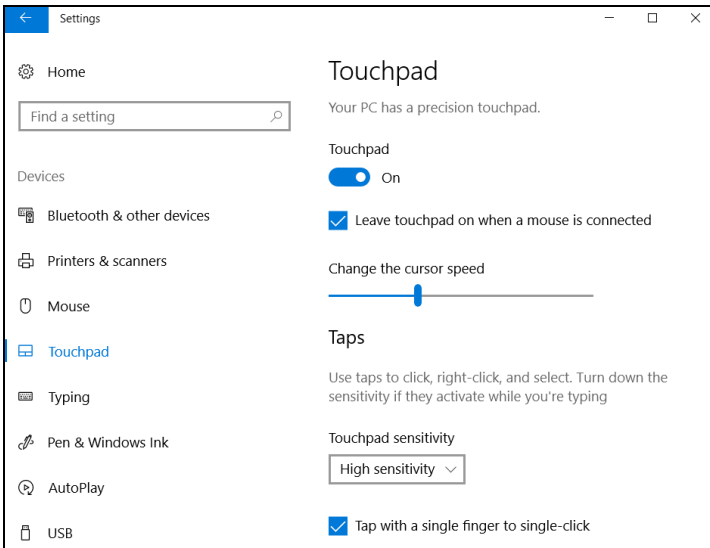 Settings
Home
Find a setting
Devices
Bluetooth & other devices
Printers & scanners
Mouse
Touchpad
Typing
Pen & Windows Ink
AutoPlay
USB
Touchpad
Your PC has a precision touchpad.
Touchpad
On
Leave touchpad on when a mouse is connected
Change the cursor speed
Taps
Use taps to click, right-click, and select. Turn down the
sensitivity if they activate while you're typing
Touchpad sensitivity
High sensitivity
Tap with a single finger to single-click